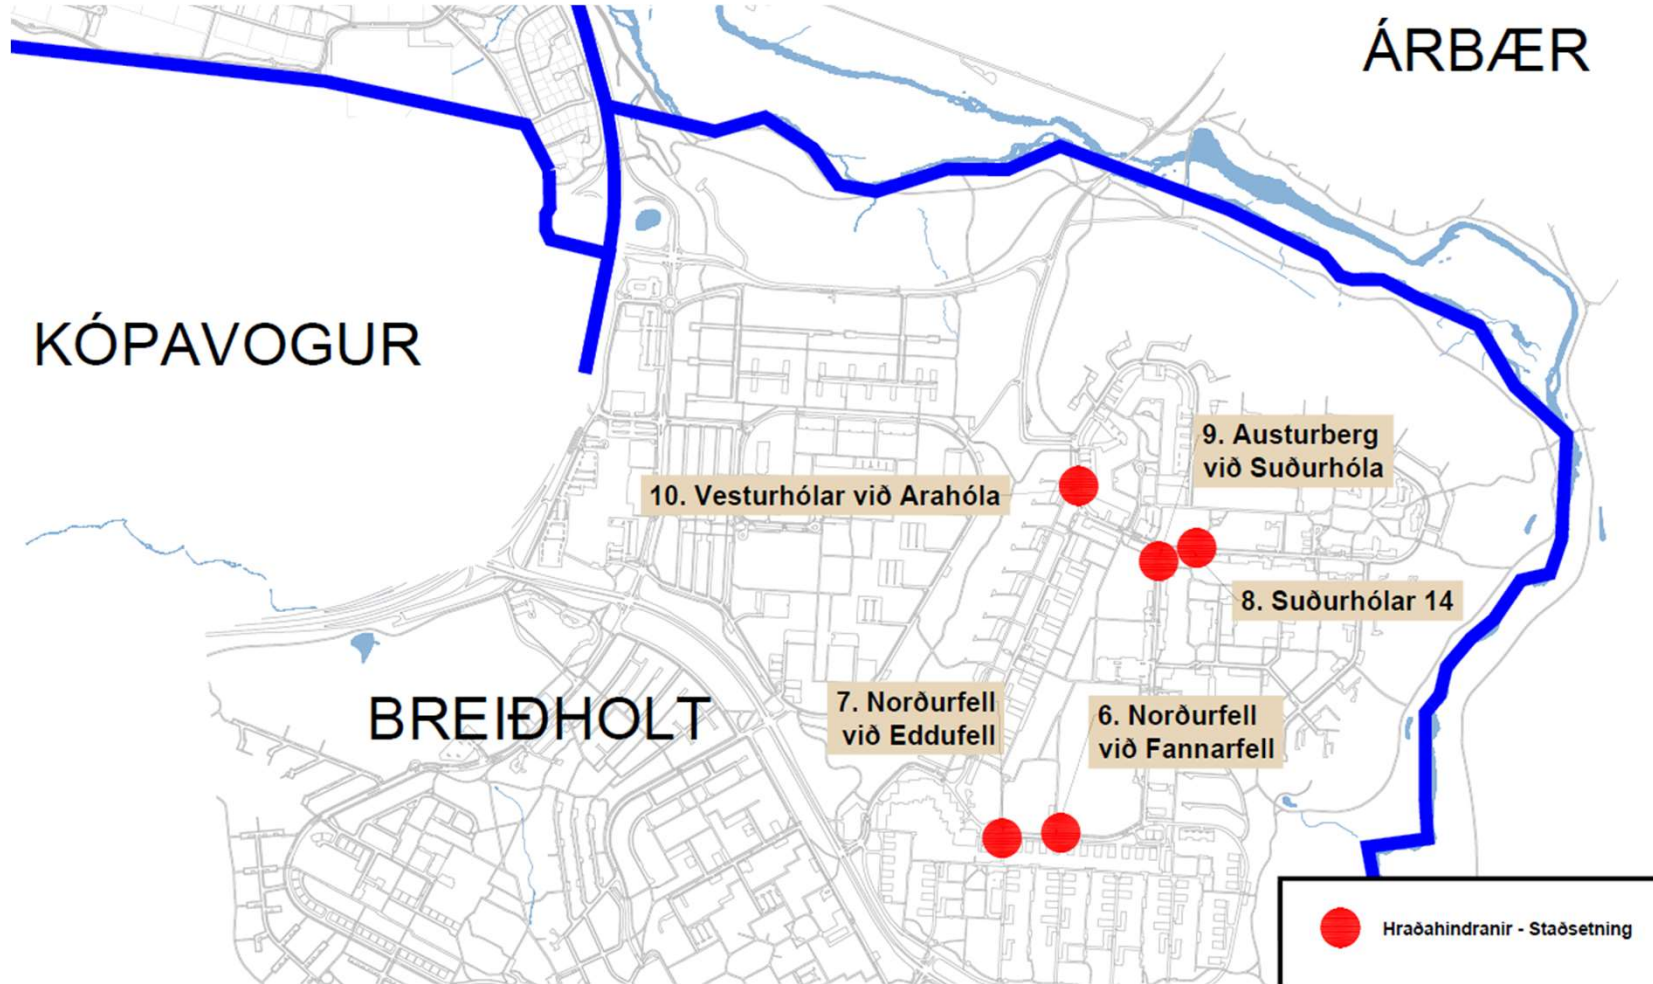 ÁRBÆR
KÓPAVOGUR
9. Austurberg
við Suðurhóla
10. Vesturhólar við Arahóla
8. Suðurhólar 14
BREIÐHOLT
7. Norðurfell
við Eddufell
6. Norðurfell
við Fannarfell
Hraðahindranir - Staðsetning